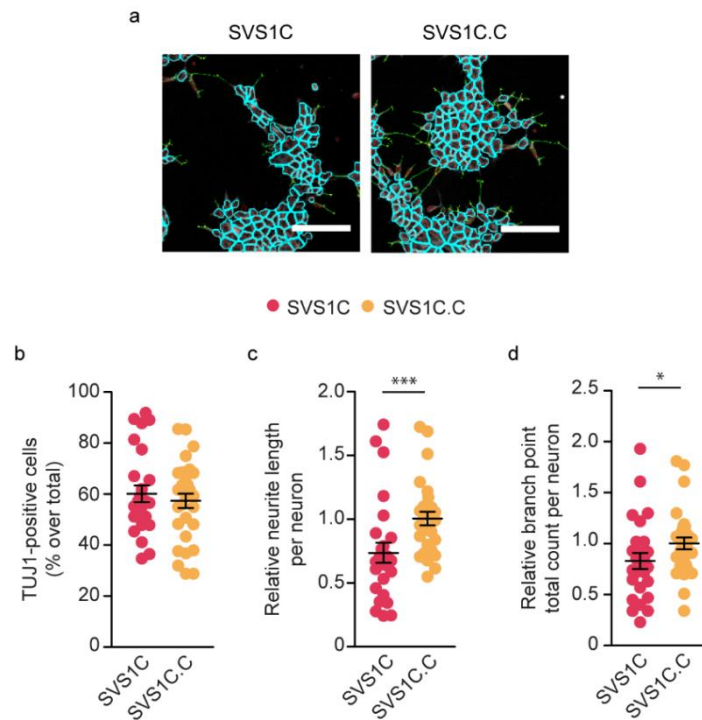 a
SVS1C SVS1C.C
SVS1C SVS1C.C
b
TUJ1-positive cells
(% over total)
100
80
60
40
20
0
SVS1C
SVS1C.C
c
Relative neurite length
per neuron
2.0
1.5
1.0
0.5
0.0
***
SVS1C
SVS1C.C
d
Relative branch point
total count per neuron
2.5
2.0
1.5
1.0
0.5
0
*
SVS1C
SVS1C.C